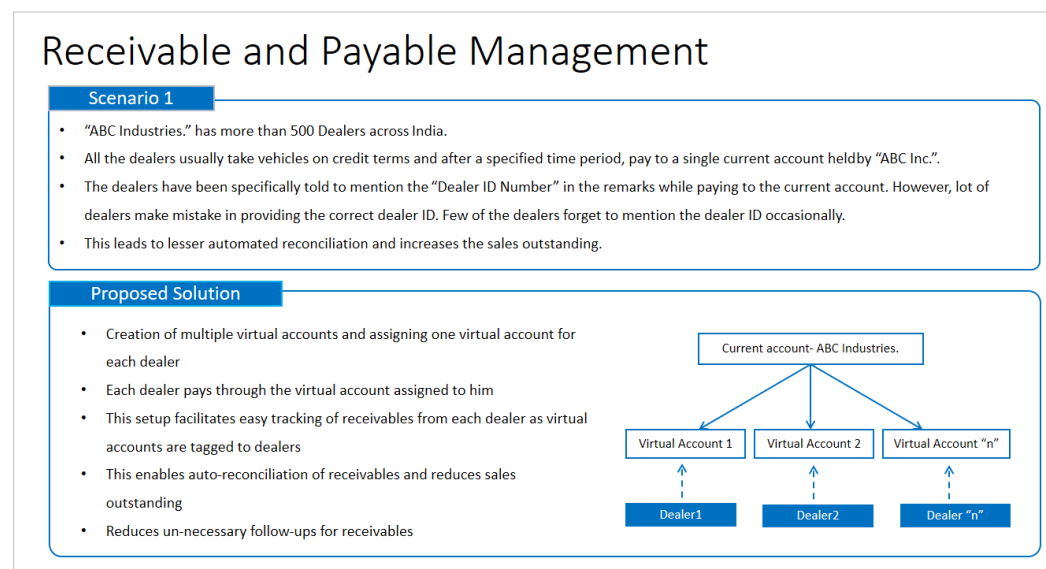 Receivable and Payable Management
Scenario 1
• “ABC Industries.” has more than 500 Dealers across India.
• All the dealers usually take vehicles on credit terms and after a specified time period, pay to a single current account heldby “ABC Inc.”.
• The dealers have been specifically told to mention the “Dealer ID Number” in the remarks while paying to the current account. However, lot of
dealers make mistake in providing the correct dealer ID. Few of the dealers forget to mention the dealer ID occasionally.
• This leads to lesser automated reconciliation and increases the sales outstanding.
Proposed Solution
• Creation of multiple virtual accounts and assigning one virtual account for
each dealer
• Each dealer pays through the virtual account assigned to him
• This setup facilitates easy tracking of receivables from each dealer as virtual
accounts are tagged to dealers
• This enables auto-reconciliation of receivables and reduces sales
outstanding
• Reduces un-necessary follow-ups for receivables
Current account- ABC Industries.
Virtual Account 1
Virtual Account 2
Virtual Account “n”
Dealer1
Dealer2
Dealer “n”